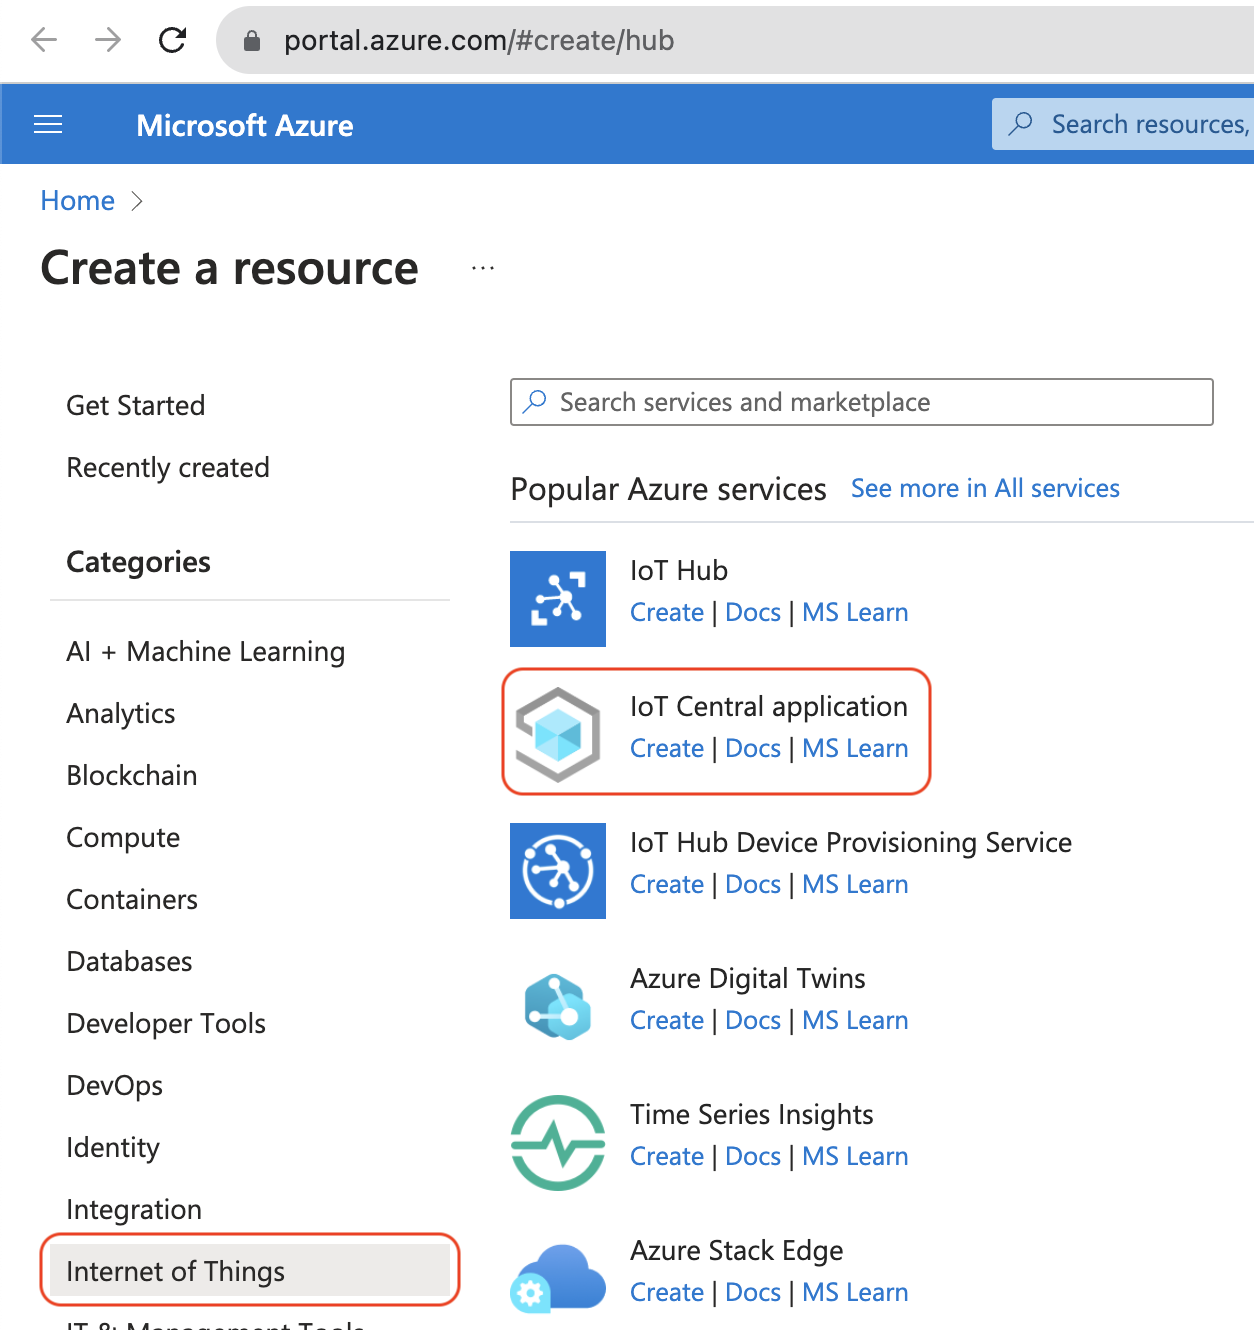 portal.azure.com/#create/hub
Microsoft Azure
Search resources,
Home
Create a resource
...
Get Started
Recently created
Categories
AI + Machine Learning
Analytics
Blockchain
Compute
Containers
Databases
Developer Tools
DevOps
Identity
Integration
Internet of Things
IT & Management Tools
Search services and marketplace
Popular Azure services See more in All services
IoT Hub
Create | Docs | MS Learn
IoT Central application
Create | Docs | MS Learn
IoT Hub Device Provisioning Service
Create | Docs | MS Learn
Azure Digital Twins
Create | Docs | MS Learn
Time Series Insights
Create | Docs | MS Learn
Azure Stack Edge
Create | Docs | MS Learn